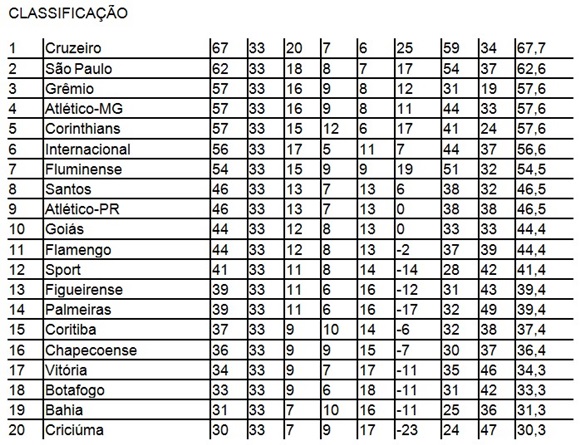 CLASSIFICAÇÃO
1 Cruzeiro 67 33 20 7 6 25 59 34 67,7
2 São Paulo 62 33 18 8 7 17 54 37 62,6
3 Grêmio 57 33 16 9 8 12 31 19 57,6
4 Atlético-MG 57 33 16 9 8 11 44 33 57,6
5 Corinthians 57 33 15 12 6 17 41 24 57,6
6 Internacional 56 33 17 5 11 7 44 37 56,6
7 Fluminense 54 33 15 9 9 19 51 32 54,5
8 Santos 46 33 13 7 13 6 38 32 46,5
9 Atlético-PR 46 33 13 7 13 0 38 38 46,5
10 Goiás 44 33 12 8 13 0 33 33 44,4
11 Flamengo 44 33 12 8 13 -2 37 39 44,4
12 Sport 41 33 11 8 14 -14 28 42 41,4
13 Figueirense 39 33 11 6 16 -12 31 43 39,4
14 Palmeiras 39 33 11 6 16 -17 32 49 39,4
15 Coritiba 37 33 9 10 14 -6 32 38 37,4
16 Chapecoense 36 33 9 9 15 -7 30 37 36,4
17 Vitória 34 33 9 7 17 -11 35 46 34,3
18 Botafogo 33 33 9 6 18 -11 31 42 33,3
19 Bahia 31 33 7 10 16 -11 25 36 31,3
20 Criciúma 30 33 7 9 17 -23 24 47 30,3